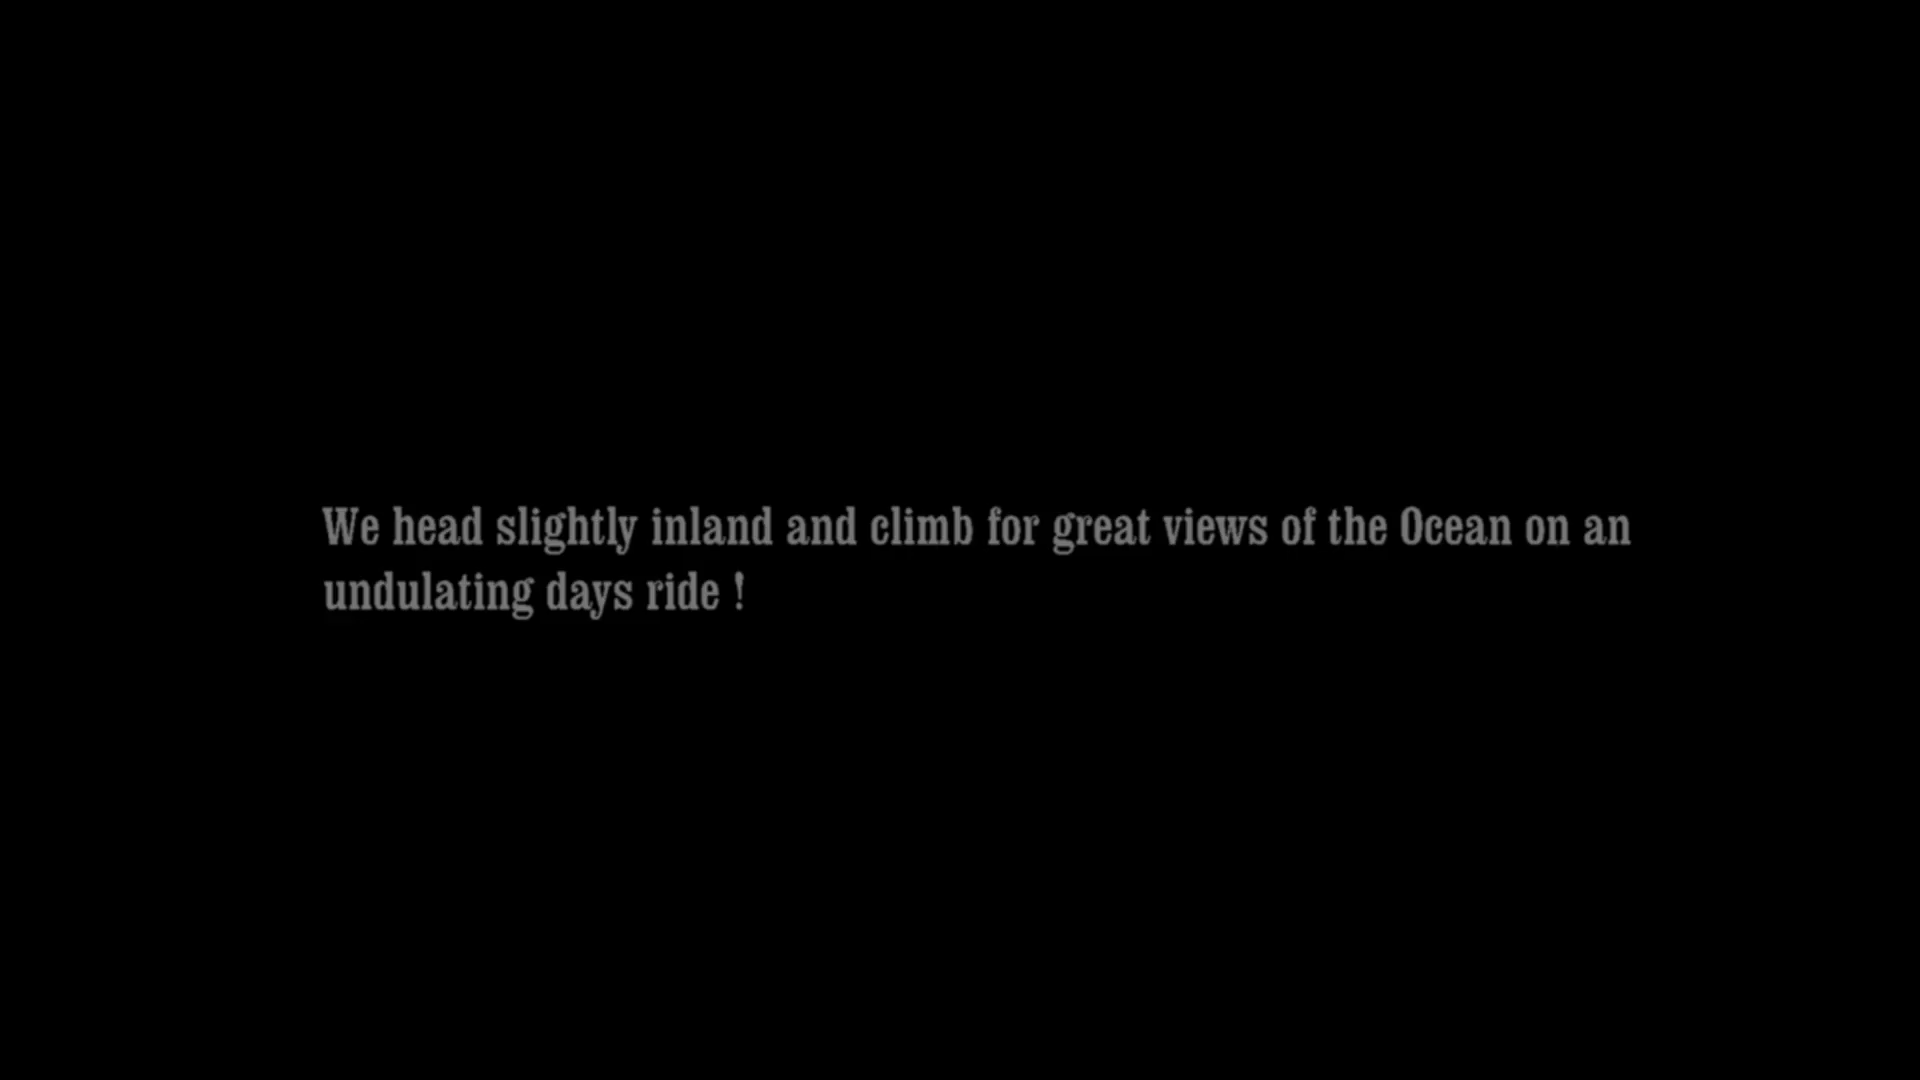 We head slightly inland and climb for great views of the Ocean on an
undulating days ride !